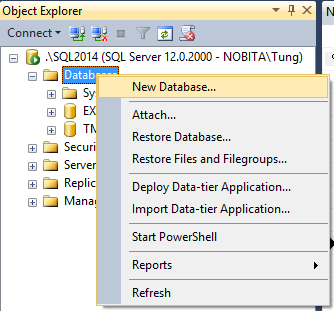 Object Explorer
Connect
.\SQL2014 (SQL Server 12.0.2000 - NOBITA\Tung)
Databases
New Database...
Attach...
Restore Database...
Restore Files and Filegroups...
Deploy Data-tier Application...
Import Data-tier Application...
Start PowerShell
Reports
Refresh
Sy
EX
Securi
Server
Replic
Manag
N